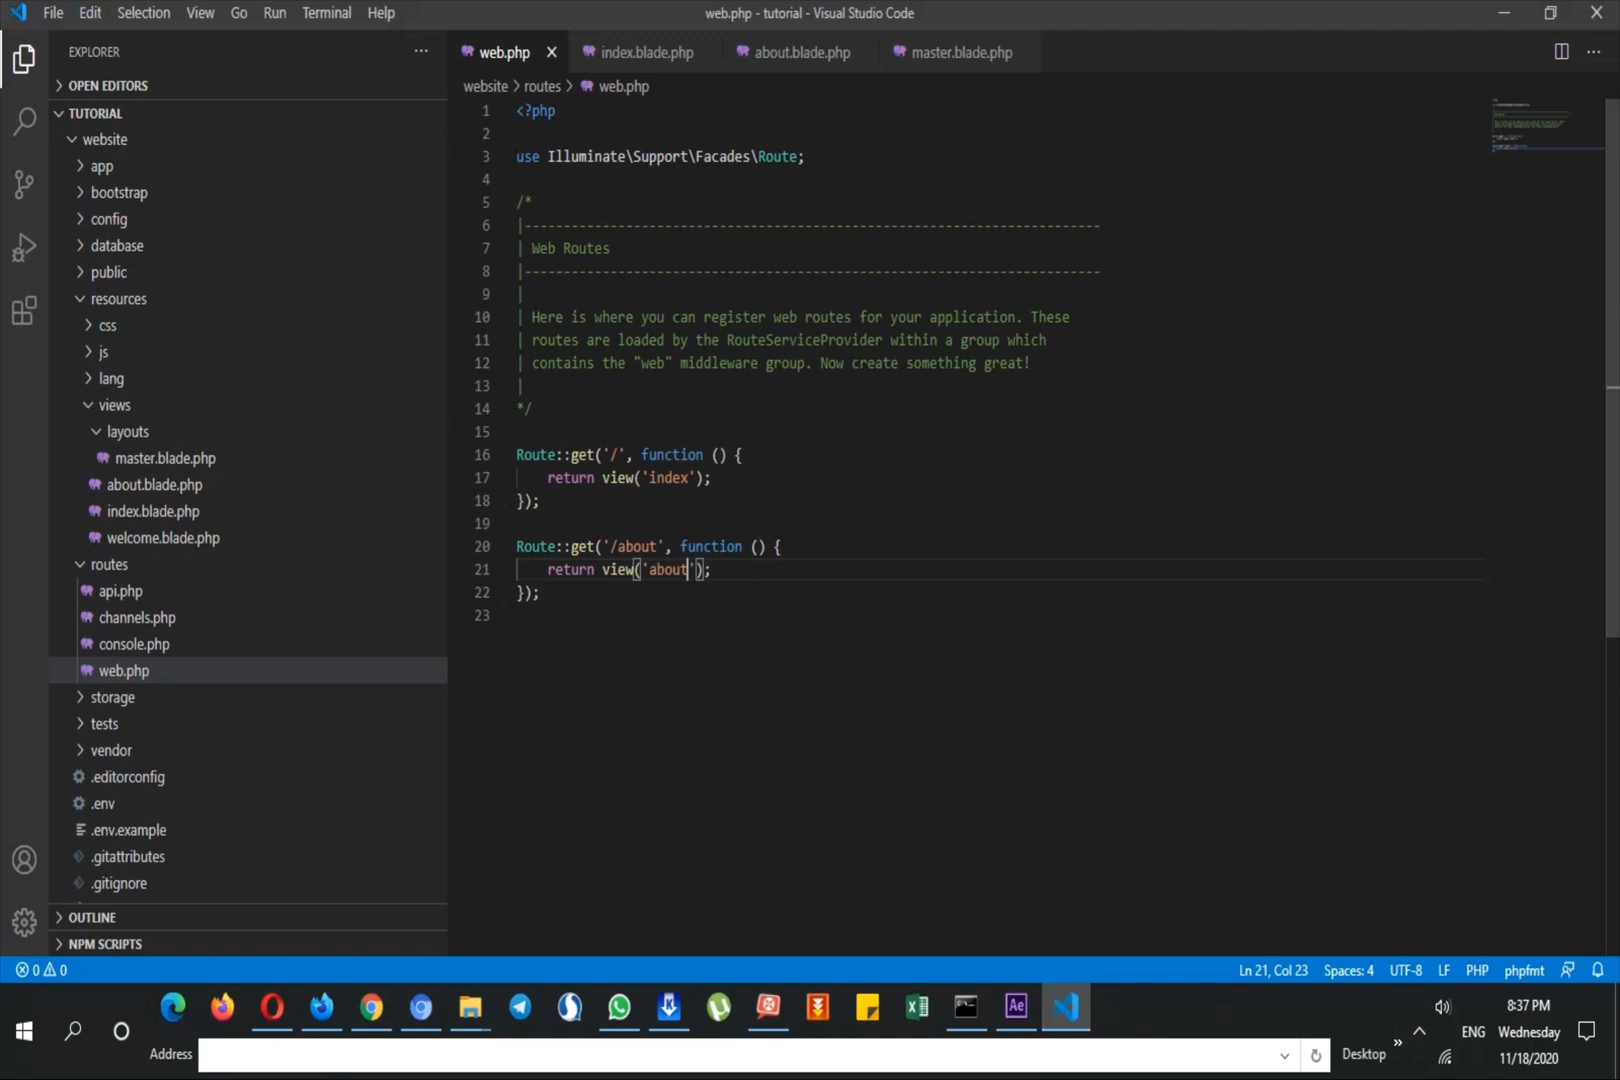 File Edit Selection View Go Run Terminal Help
web.php - tutorial - Visual Studio Code
EXPLORER
OPEN EDITORS
TUTORIAL
website
app
bootstrap
config
database
public
resources
css
js
lang
views
layouts
master.blade.php
about.blade.php
index.blade.php
welcome.blade.php
routes
api.php
channels.php
console.php
web.php
storage
tests
vendor
.editorconfig
.env
.env.example
.gitattributes
.gitignore
OUTLINE
NPM SCRIPTS
web.php index.blade.php about.blade.php master.blade.php
website > routes > web.php
1 <?php
2
3 use Illuminate\Support\Facades\Route;
4
5 /*
6 |--------------------------------------------------------------------------
7 | Web Routes
8 |--------------------------------------------------------------------------
9 |
10 | Here is where you can register web routes for your application. These
11 | routes are loaded by the RouteServiceProvider within a group which
12 | contains the "web" middleware group. Now create something great!
13 |
14 */
15
16 Route::get('/', function () {
17 return view('index');
18 });
19
20 Route::get('/about', function () {
21 return view('about');
22 });
23
0 0
Ln 21, Col 23 Spaces: 4 UTF-8 LF PHP phpfmt
Ae
Address
Desktop
ENG
8:37 PM
Wednesday
11/18/2020